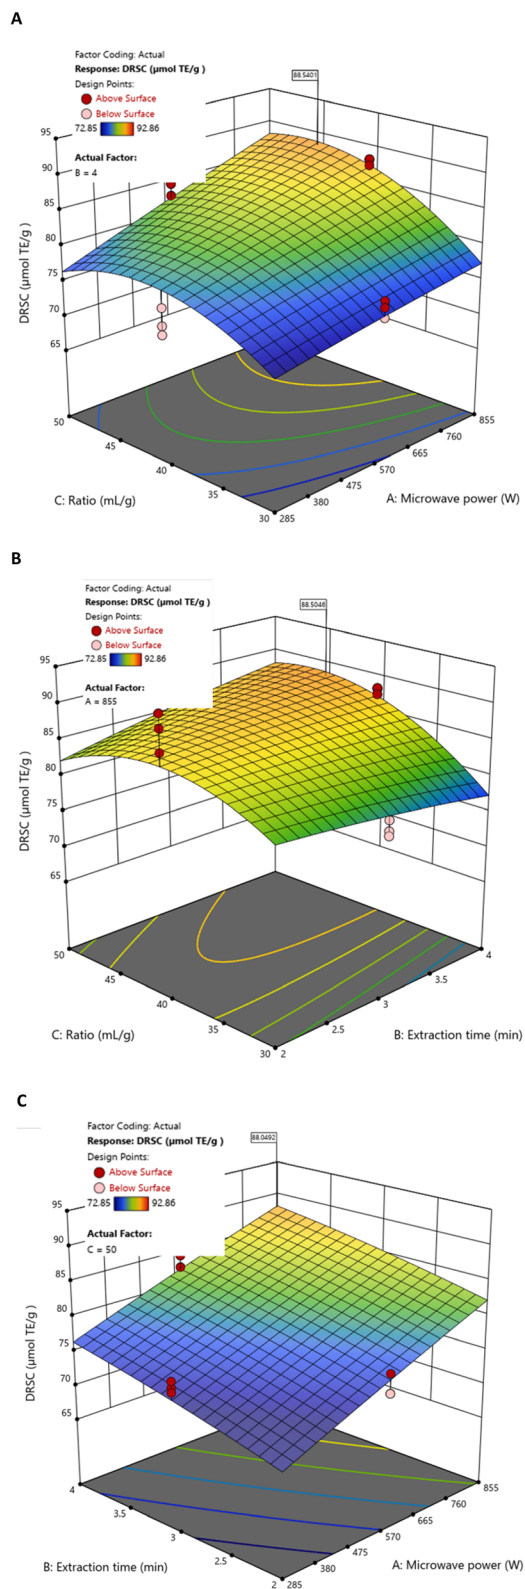 A
Factor Coding: Actual
Response: DRSC (µmol TE/g )
Design Points:
Above Surface
Below Surface
72.85 92.86
Actual Factor:
B = 4
88.5401
95
90
85
80
75
70
65
DRSC (µmol TE/g )
50
45
40
35
30
C: Ratio (mL/g)
285
380
475
570
665
760
855
A: Microwave power (W)
B
Factor Coding: Actual
Response: DRSC (µmol TE/g )
Design Points:
Above Surface
Below Surface
72.85 92.86
Actual Factor:
A = 855
88.5046
95
90
85
80
75
70
65
DRSC (µmol TE/g )
50
45
40
35
30
C: Ratio (mL/g)
2
2.5
3
3.5
4
B: Extraction time (min)
C
Factor Coding: Actual
Response: DRSC (µmol TE/g )
Design Points:
Above Surface
Below Surface
72.85 92.86
Actual Factor:
C = 50
88.0492
95
90
85
80
75
70
65
DRSC (µmol TE/g )
4
3.5
3
2.5
2
B: Extraction time (min)
285
380
475
570
665
760
855
A: Microwave power (W)